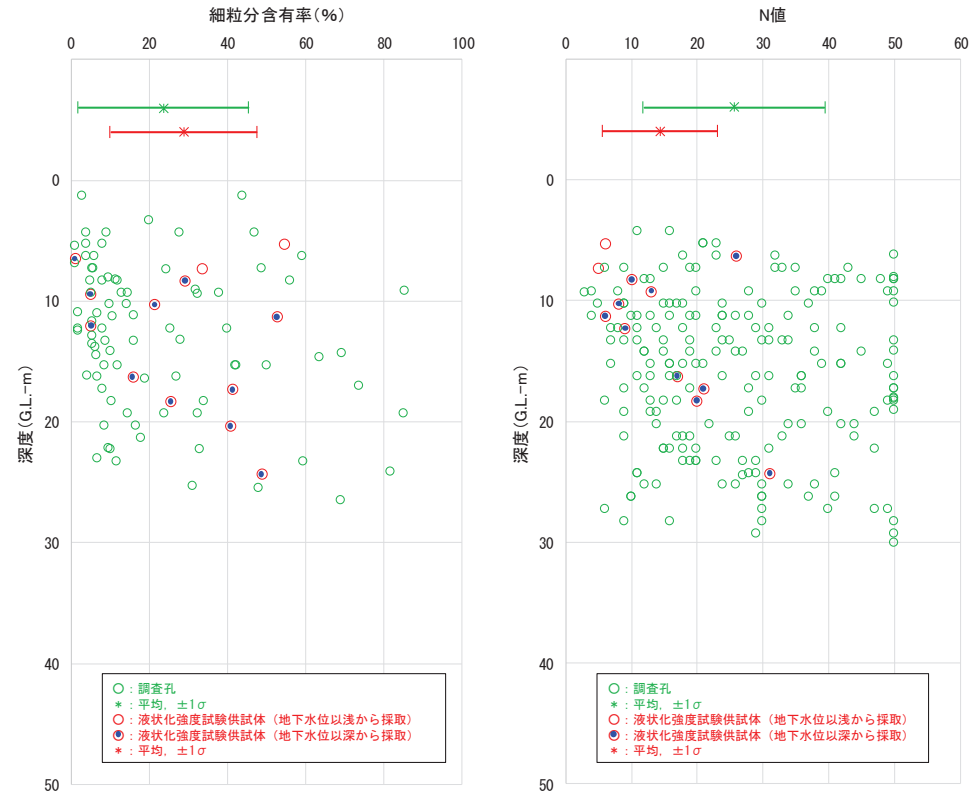 細粒分含有率(%)
0 20 40 60 80 100
0
10
20
30
40
50
深度(G.L.-m)
○:調査孔
*:平均,±1σ
○:液状化強度試験供試体(地下水位以浅から採取)
◉:液状化強度試験供試体(地下水位以深から採取)
*:平均,±1σ
N値
0 10 20 30 40 50 60
0
10
20
30
40
50
深度(G.L.-m)
○:調査孔
*:平均,±1σ
○:液状化強度試験供試体(地下水位以浅から採取)
◉:液状化強度試験供試体(地下水位以深から採取)
*:平均,±1σ